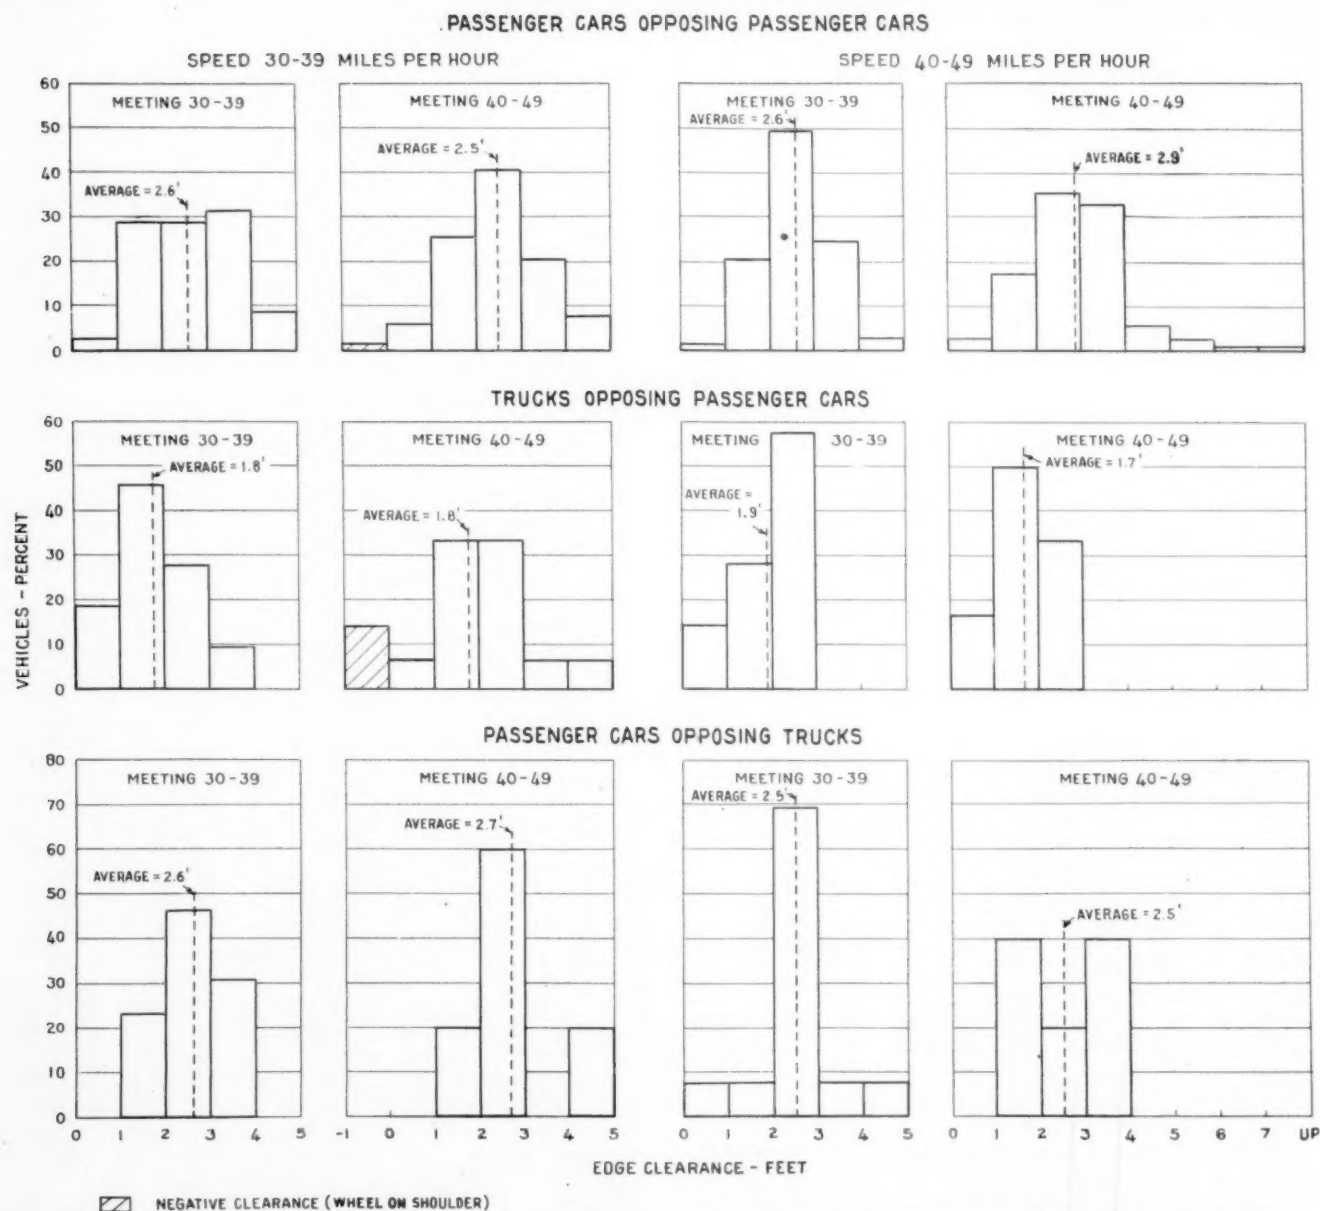 PASSENGER CARS OPPOSING PASSENGER CARS
SPEED 30-39 MILES PER HOUR
SPEED 40-49 MILES PER HOUR
MEETING 30-39
MEETING 40-49
MEETING 30-39
MEETING 40-49
AVERAGE = 2.6'
AVERAGE = 2.5'
AVERAGE = 2.6'
AVERAGE = 2.9'
60
50
40
30
20
10
0
TRUCKS OPPOSING PASSENGER CARS
MEETING 30-39
MEETING 40-49
MEETING 30-39
MEETING 40-49
AVERAGE = 1.8'
AVERAGE = 1.8'
AVERAGE =
1.9'
AVERAGE = 1.7'
60
50
40
30
20
10
0
VEHICLES - PERCENT
PASSENGER CARS OPPOSING TRUCKS
MEETING 30-39
MEETING 40-49
MEETING 30-39
MEETING 40-49
AVERAGE = 2.6'
AVERAGE = 2.7'
AVERAGE = 2.5'
AVERAGE = 2.5'
80
70
60
50
40
30
20
10
0
0 1 2 3 4 5
-1 0 1 2 3 4 5
0 1 2 3 4 5
0 1 2 3 4 5 6 7 UP
EDGE CLEARANCE - FEET
NEGATIVE CLEARANCE (WHEEL ON SHOULDER)